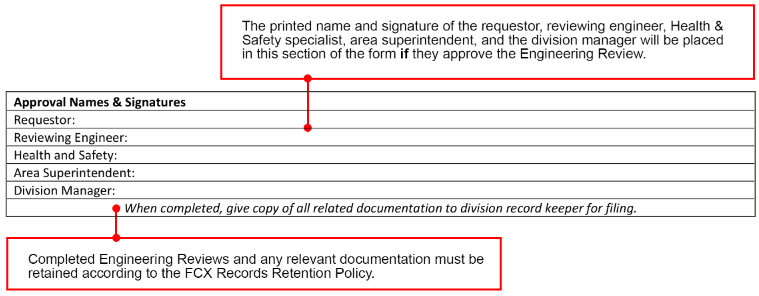 The printed name and signature of the requestor, reviewing engineer, Health &
Safety specialist, area superintendent, and the division manager will be placed
in this section of the form if they approve the Engineering Review.
Approval Names & Signatures
Requestor:
Reviewing Engineer:
Health and Safety:
Area Superintendent:
Division Manager:
When completed, give copy of all related documentation to division record keeper for filing.
Completed Engineering Reviews and any relevant documentation must be
retained according to the FCX Records Retention Policy.